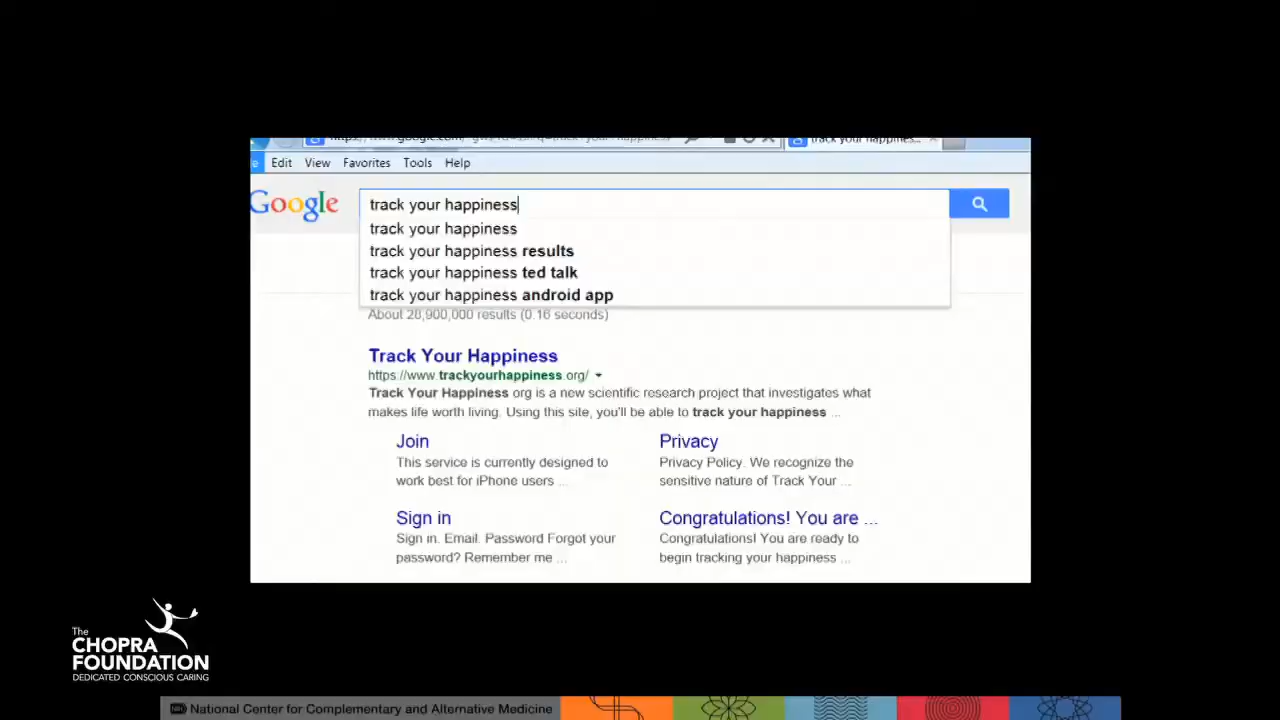 track your happiness...
Edit View Favorites Tools Help
Google
track your happiness
track your happiness
track your happiness results
track your happiness ted talk
track your happiness android app
About 28,900,000 results (0.16 seconds)
Track Your Happiness
https://www.trackyourhappiness.org/
Track Your Happiness org is a new scientific research project that investigates what
makes life worth living. Using this site, you'll be able to track your happiness ...
Join
This service is currently designed to
work best for iPhone users ...
Privacy
Privacy Policy. We recognize the
sensitive nature of Track Your ...
Sign in
Sign in. Email. Password Forgot your
password? Remember me ...
Congratulations! You are ...
Congratulations! You are ready to
begin tracking your happiness ...
The
CHOPRA
FOUNDATION
DEDICATED CONSCIOUS CARING
National Center for Complementary and Alternative Medicine